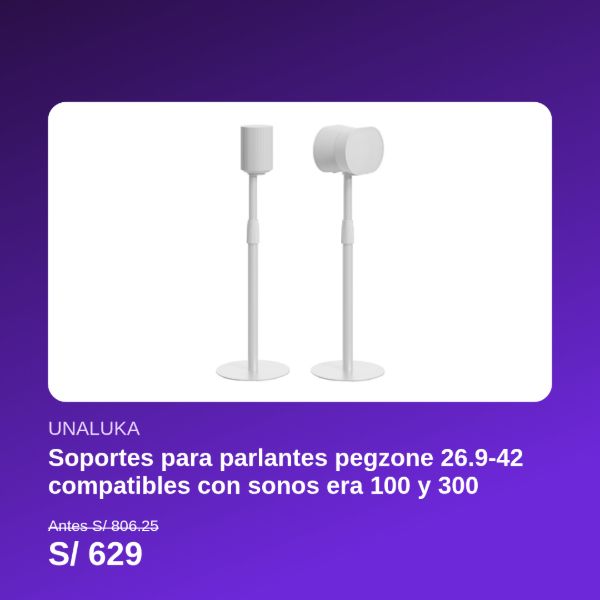 UNALUKA
Soportes para parlantes pegzone 26.9-42
compatibles con sonos era 100 y 300
Antes S/ 806.25
S/ 629